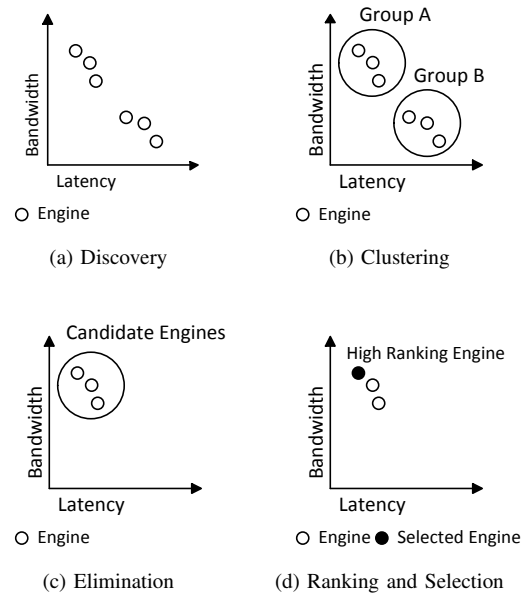 Bandwidth
Latency
Engine
(a) Discovery
Group A
Group B
Bandwidth
Latency
Engine
(b) Clustering
Candidate Engines
Bandwidth
Latency
Engine
(c) Elimination
High Ranking Engine
Bandwidth
Latency
Engine Selected Engine
(d) Ranking and Selection